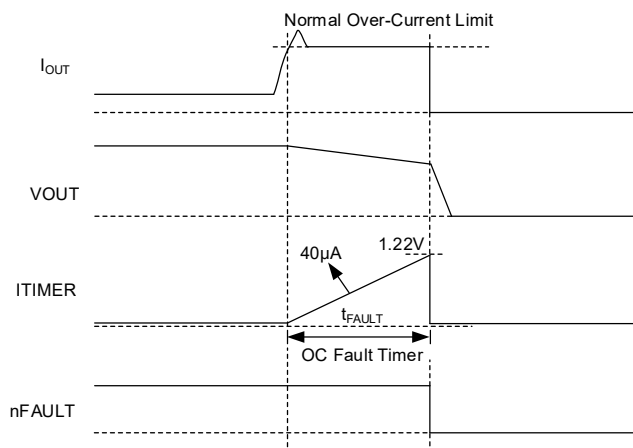 Normal Over-Current Limit
IOUT
VOUT
40µA
1.22V
ITIMER
tFAULT
OC Fault Timer
nFAULT